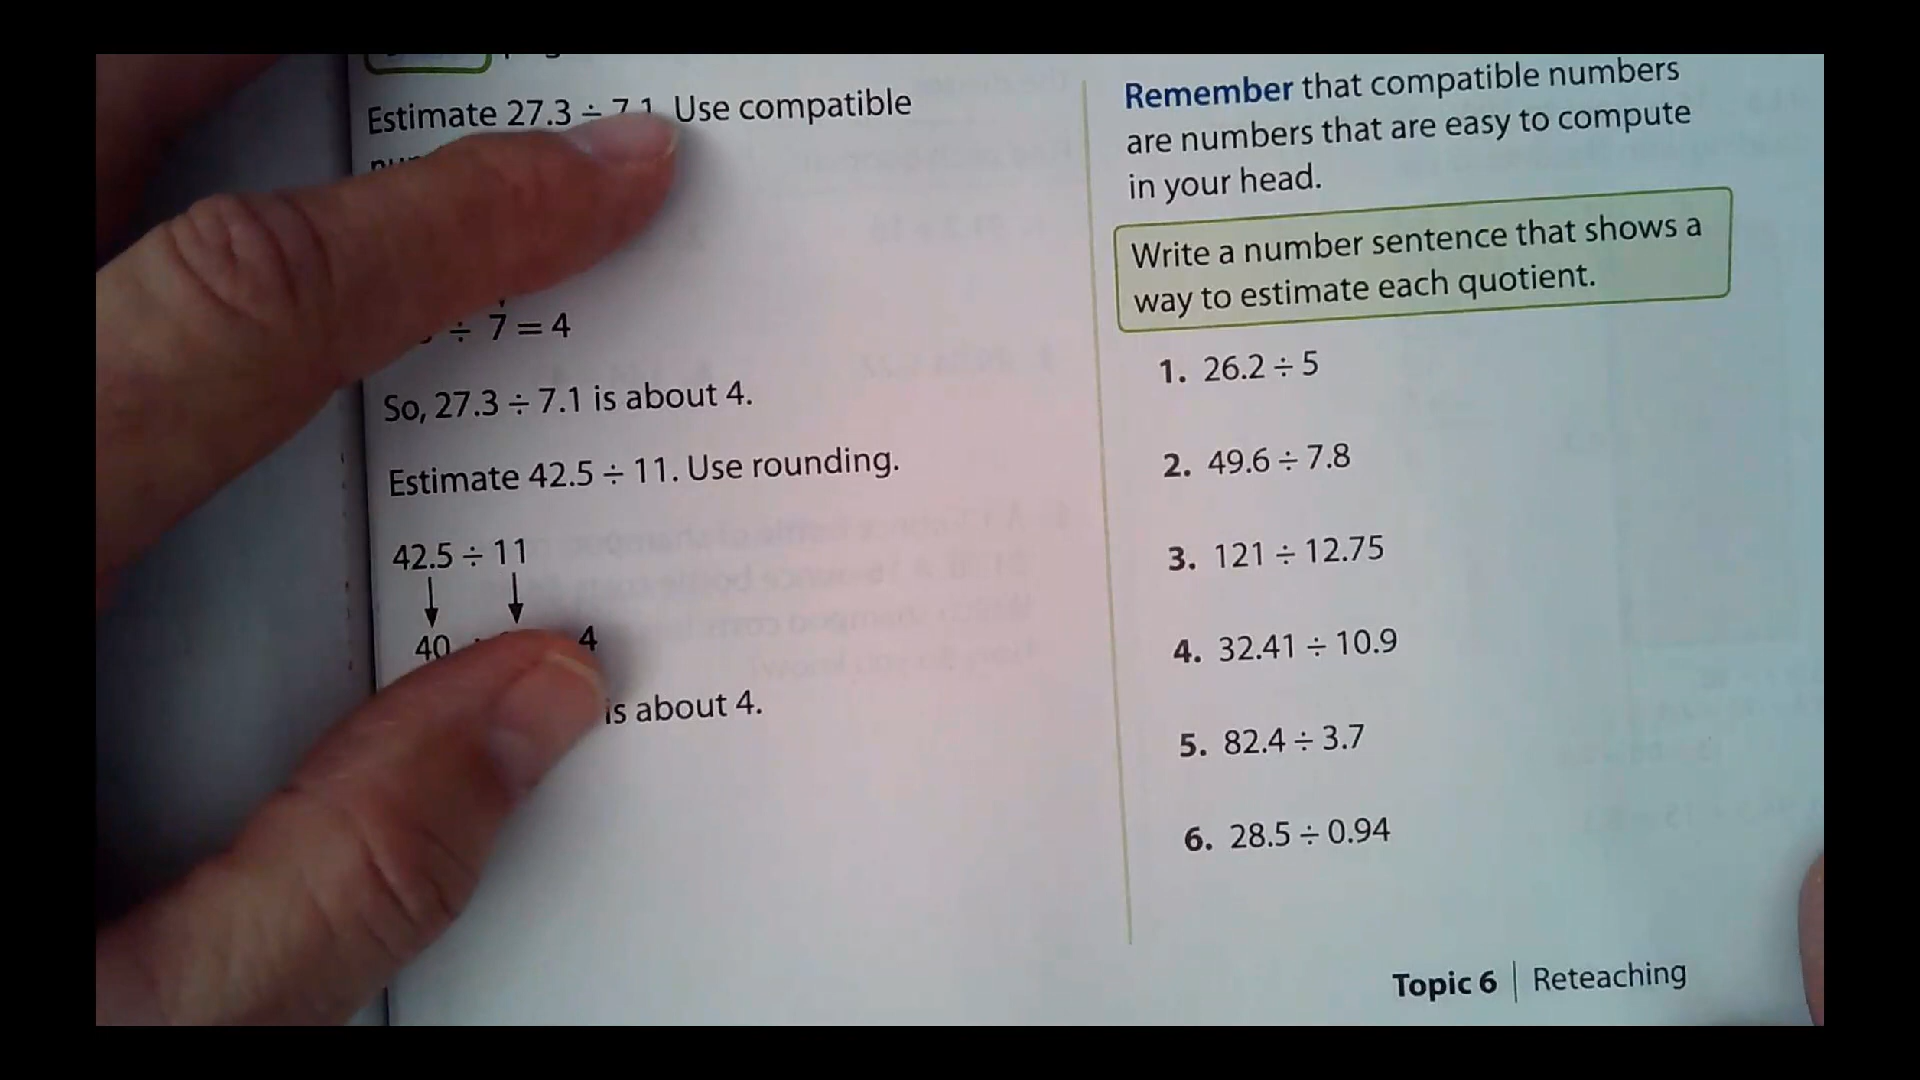 Estimate 27.3 ÷ 7.1. Use compatible
÷ 7 = 4
So, 27.3 ÷ 7.1 is about 4.
Estimate 42.5 ÷ 11. Use rounding.
42.5 ÷ 11
40 4
is about 4.
Remember that compatible numbers
are numbers that are easy to compute
in your head.
Write a number sentence that shows a
way to estimate each quotient.
1. 26.2 ÷ 5
2. 49.6 ÷ 7.8
3. 121 ÷ 12.75
4. 32.41 ÷ 10.9
5. 82.4 ÷ 3.7
6. 28.5 ÷ 0.94
Topic 6 | Reteaching